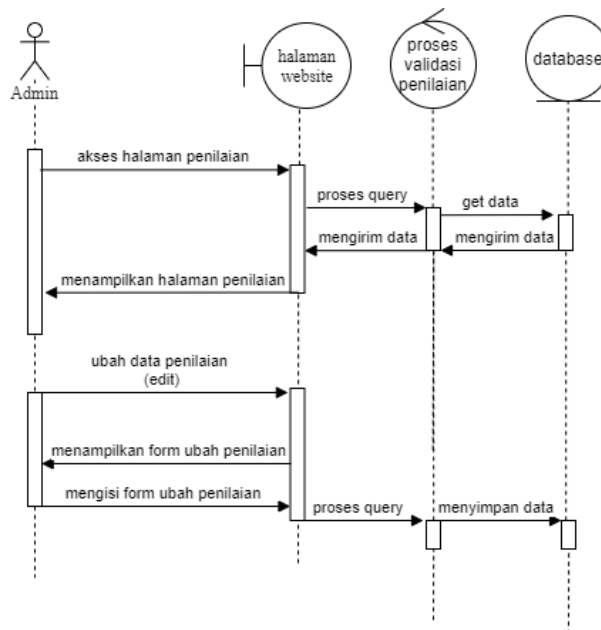 Admin
halaman
website
proses
validasi
penilaian
database
akses halaman penilaian
proses query
get data
mengirim data
mengirim data
menampilkan halaman penilaian
ubah data penilaian
(edit)
menampilkan form ubah penilaian
mengisi form ubah penilaian
proses query
menyimpan data